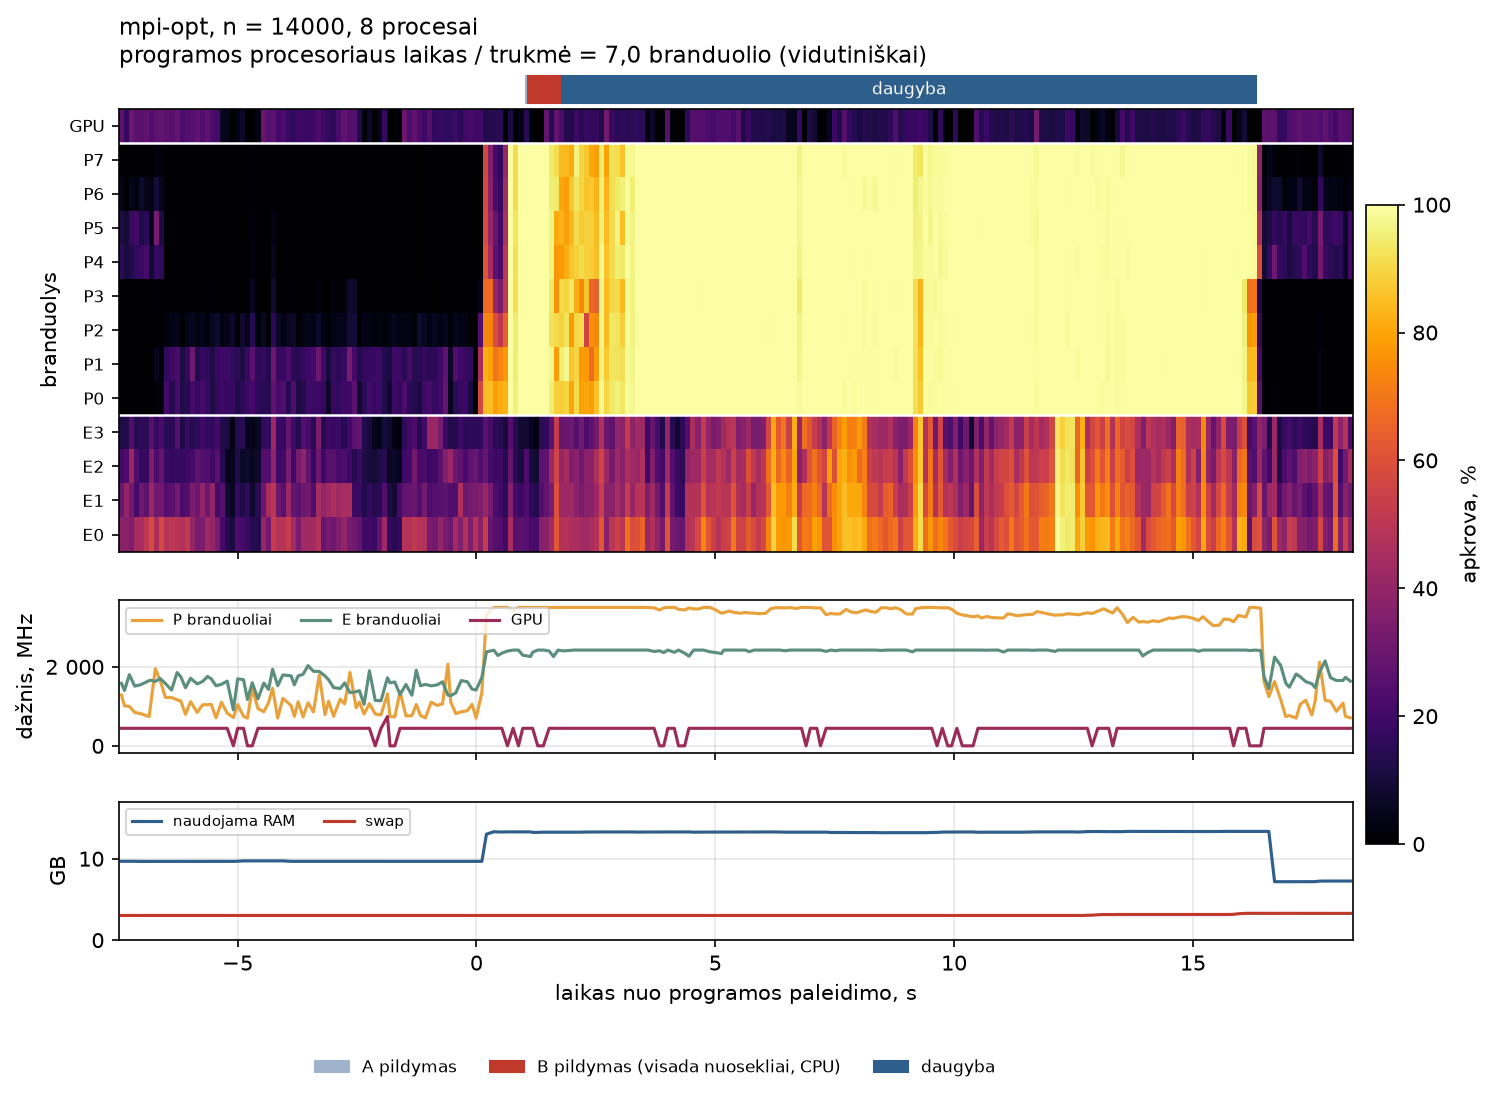 mpi-opt, n = 14000, 8 procesai
programos procesoriaus laikas / trukmė = 7,0 branduolio (vidutiniškai)
daugyba
GPU
P7
P6
P5
P4
P3
P2
P1
P0
E3
E2
E1
E0
branduolys
100
80
60
40
20
0
apkrova, %
P branduoliai
E branduoliai
GPU
2 000
0
dažnis, MHz
naudojama RAM
swap
10
0
GB
−5
0
5
10
15
laikas nuo programos paleidimo, s
A pildymas
B pildymas (visada nuosekliai, CPU)
daugyba